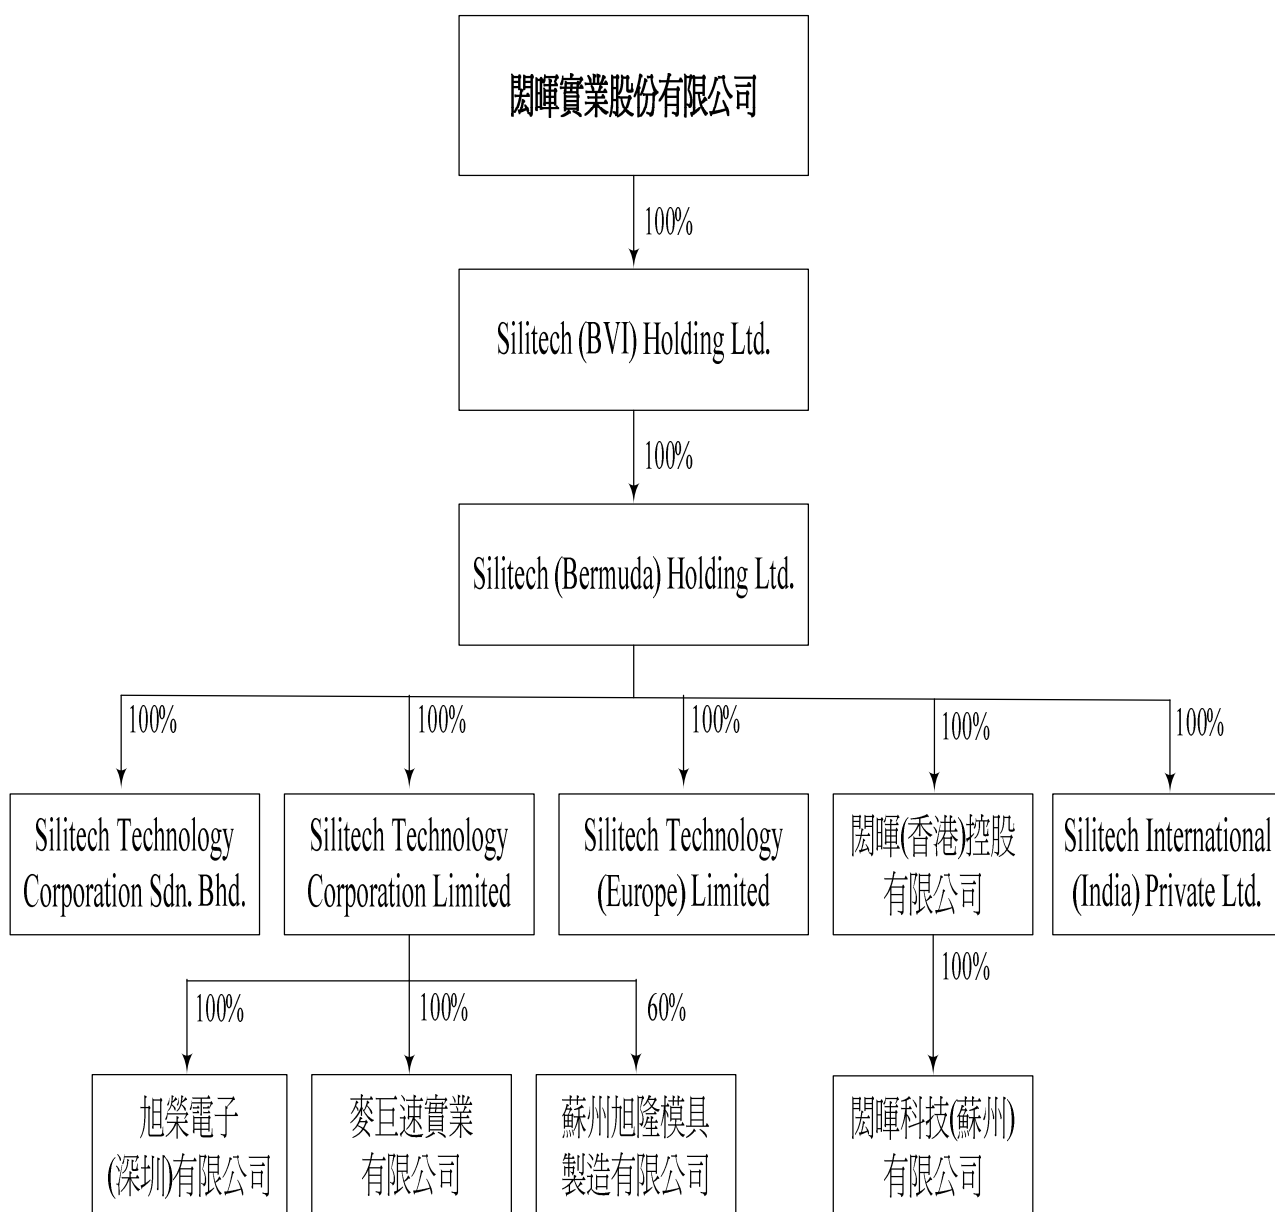 閎暉實業股份有限公司
100%
Silitech (BVI) Holding Ltd.
100%
Silitech (Bermuda) Holding Ltd.
100%
100%
100%
100%
100%
Silitech Technology
Corporation Sdn. Bhd.
Silitech Technology
Corporation Limited
Silitech Technology
(Europe) Limited
閎暉(香港)控股
有限公司
Silitech International
(India) Private Ltd.
100%
100%
60%
100%
旭榮電子
(深圳)有限公司
麥巨速實業
有限公司
蘇州旭隆模具
製造有限公司
閎暉科技(蘇州)
有限公司